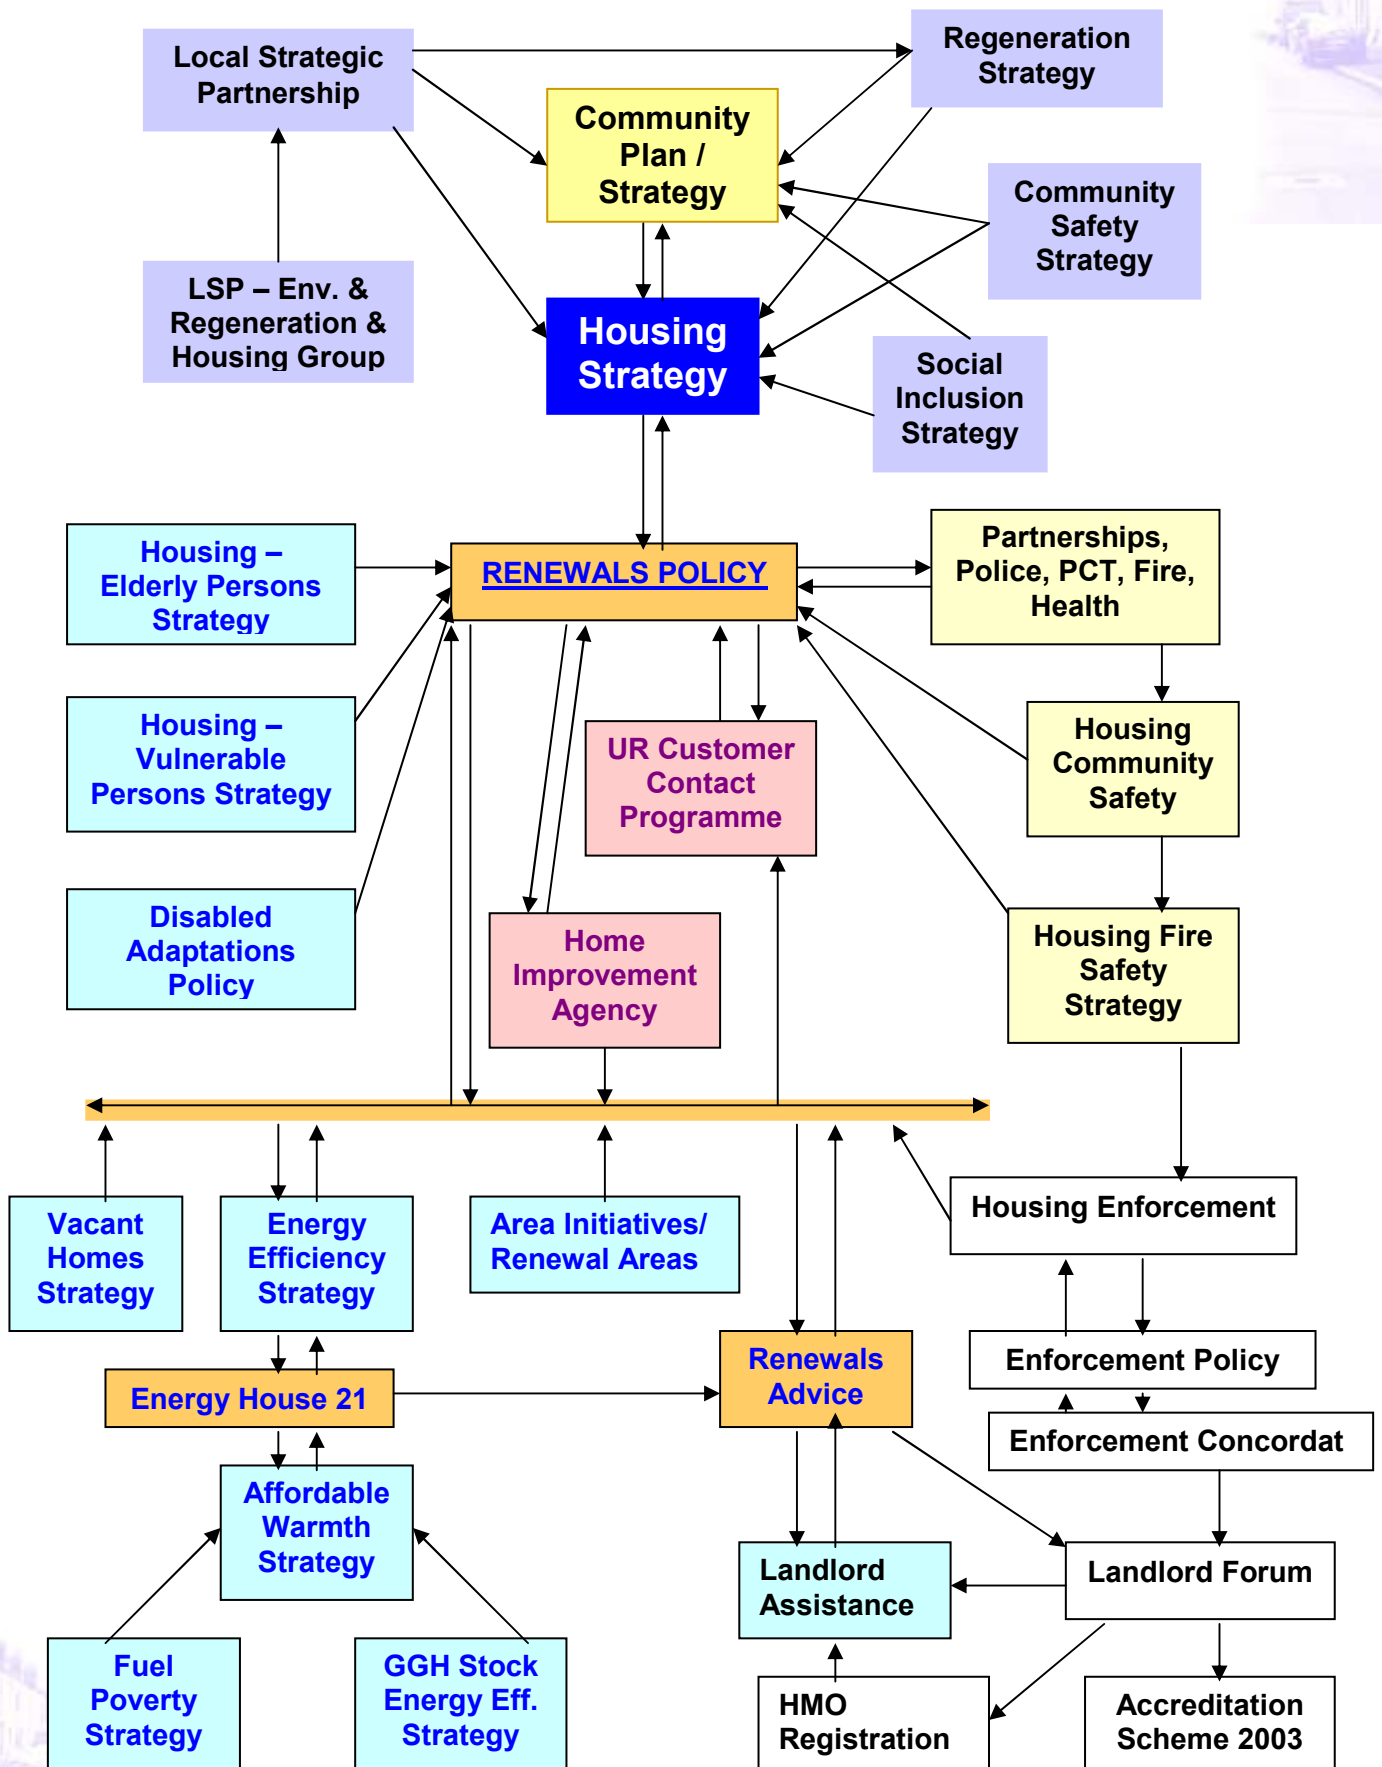 Local Strategic
Partnership
Regeneration
Strategy
Community
Plan /
Strategy
Community
Safety
Strategy
LSP – Env. &
Regeneration &
Housing Group
Housing
Strategy
Social
Inclusion
Strategy
Housing –
Elderly Persons
Strategy
RENEWALS POLICY
Partnerships,
Police, PCT, Fire,
Health
Housing –
Vulnerable
Persons Strategy
UR Customer
Contact
Programme
Housing
Community
Safety
Disabled
Adaptations
Policy
Home
Improvement
Agency
Housing Fire
Safety
Strategy
Vacant
Homes
Strategy
Energy
Efficiency
Strategy
Area Initiatives/
Renewal Areas
Housing Enforcement
Energy House 21
Renewals
Advice
Enforcement Policy
Enforcement Concordat
Affordable
Warmth
Strategy
Landlord
Assistance
Landlord Forum
Fuel
Poverty
Strategy
GGH Stock
Energy Eff.
Strategy
HMO
Registration
Accreditation
Scheme 2003